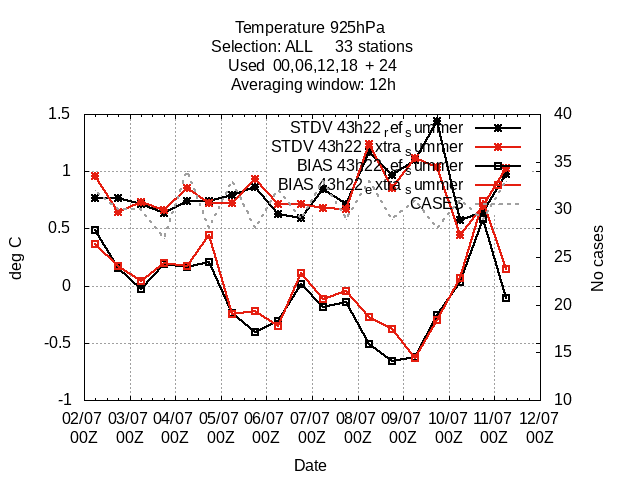 Temperature 925hPa
Selection: ALL 33 stations
Used 00,06,12,18 + 24
Averaging window: 12h
STDV 43h22 ref summer
STDV 43h22 extra summer
BIAS 43h22 ref summer
BIAS 43h22 extra summer
CASES
1.5
1
0.5
0
-0.5
-1
deg C
40
35
30
25
20
15
10
No cases
02/07 03/07 04/07 05/07 06/07 07/07 08/07 09/07 10/07 11/07 12/07
00Z 00Z 00Z 00Z 00Z 00Z 00Z 00Z 00Z 00Z 00Z
Date